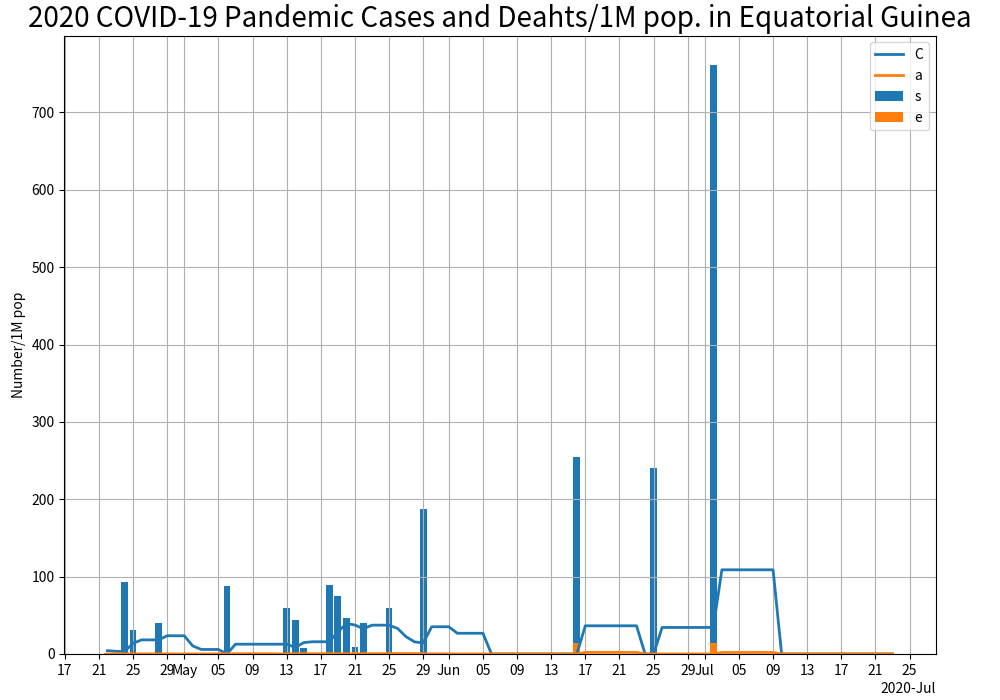 2020 COVID-19 Pandemic Cases and Deahts/1M pop. in Equatorial Guinea
C
a
s
e
700
600
500
400
300
200
100
0
Number/1M pop
17 21 25 29 May 05 09 13 17 21 25 29 Jun 05 09 13 17 21 25 29 Jul 05 09 13 17 21 25
2020-Jul